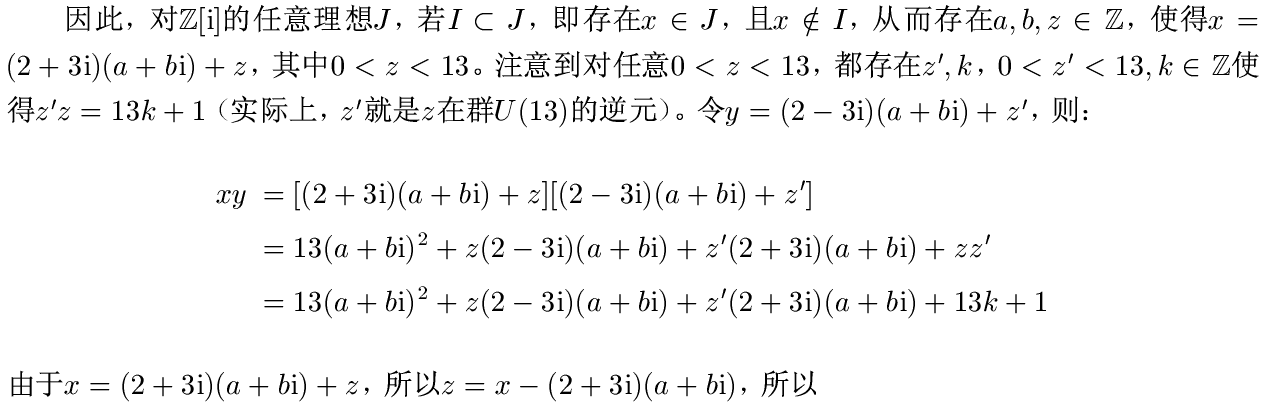 因此，对ℤ[i]的任意理想J，若I ⊂ J，即存在x ∈ J，且x ∉ I，从而存在a, b, z ∈ ℤ，使得x =
(2 + 3i)(a + bi) + z，其中0 < z < 13。注意到对任意0 < z < 13，都存在z′, k，0 < z′ < 13, k ∈ ℤ使
得z′z = 13k + 1（实际上，z′就是z在群U(13)的逆元）。令y = (2 − 3i)(a + bi) + z′，则：
xy = [(2 + 3i)(a + bi) + z][(2 − 3i)(a + bi) + z′]
= 13(a + bi)² + z(2 − 3i)(a + bi) + z′(2 + 3i)(a + bi) + zz′
= 13(a + bi)² + z(2 − 3i)(a + bi) + z′(2 + 3i)(a + bi) + 13k + 1
由于x = (2 + 3i)(a + bi) + z，所以z = x − (2 + 3i)(a + bi)，所以